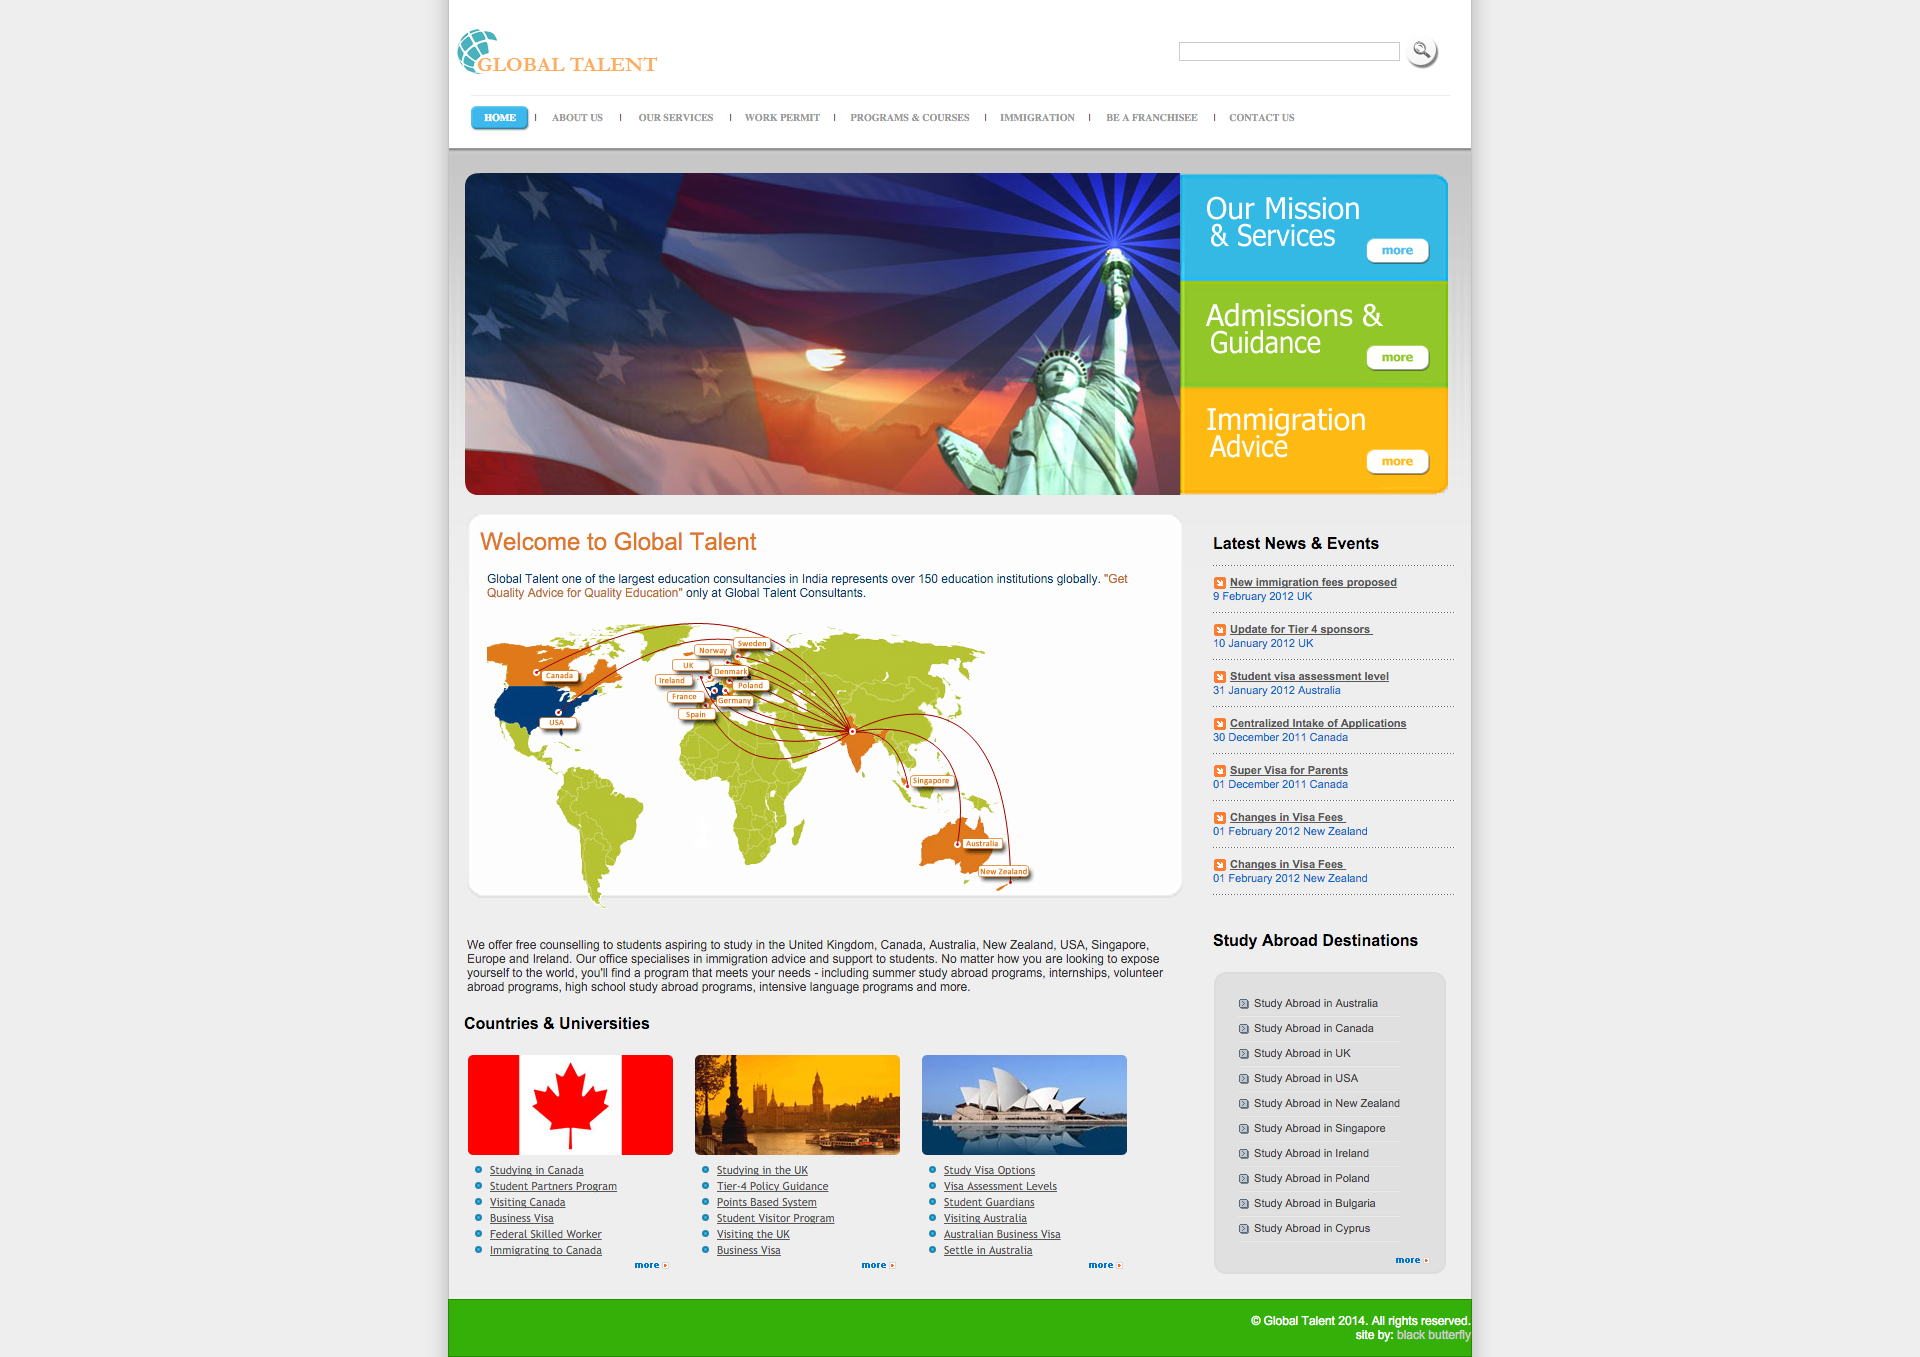 GLOBAL TALENT
HOME
ABOUT US
OUR SERVICES
WORK PERMIT
PROGRAMS & COURSES
IMMIGRATION
BE A FRANCHISEE
CONTACT US
Our Mission
& Services
more
Admissions &
Guidance
more
Immigration
Advice
more
Welcome to Global Talent
Global Talent one of the largest education consultancies in India represents over 150 education institutions globally. "Get
Quality Advice for Quality Education" only at Global Talent Consultants.
Sweden
Norway
UK
Denmark
Canada
Ireland
Poland
France
Germany
Spain
USA
Singapore
Australia
New Zealand
Latest News & Events
New immigration fees proposed
9 February 2012 UK
Update for Tier 4 sponsors
10 January 2012 UK
Student visa assessment level
31 January 2012 Australia
Centralized Intake of Applications
30 December 2011 Canada
Super Visa for Parents
01 December 2011 Canada
Changes in Visa Fees
01 February 2012 New Zealand
Changes in Visa Fees
01 February 2012 New Zealand
We offer free counselling to students aspiring to study in the United Kingdom, Canada, Australia, New Zealand, USA, Singapore,
Europe and Ireland. Our office specialises in immigration advice and support to students. No matter how you are looking to expose
yourself to the world, you'll find a program that meets your needs - including summer study abroad programs, internships, volunteer
abroad programs, high school study abroad programs, intensive language programs and more.
Countries & Universities
Studying in Canada
Student Partners Program
Visiting Canada
Business Visa
Federal Skilled Worker
Immigrating to Canada
more
Studying in the UK
Tier-4 Policy Guidance
Points Based System
Student Visitor Program
Visiting the UK
Business Visa
more
Study Visa Options
Visa Assessment Levels
Student Guardians
Visiting Australia
Australian Business Visa
Settle in Australia
more
Study Abroad Destinations
Study Abroad in Australia
Study Abroad in Canada
Study Abroad in UK
Study Abroad in USA
Study Abroad in New Zealand
Study Abroad in Singapore
Study Abroad in Ireland
Study Abroad in Poland
Study Abroad in Bulgaria
Study Abroad in Cyprus
more
© Global Talent 2014. All rights reserved.
site by: black butterfly